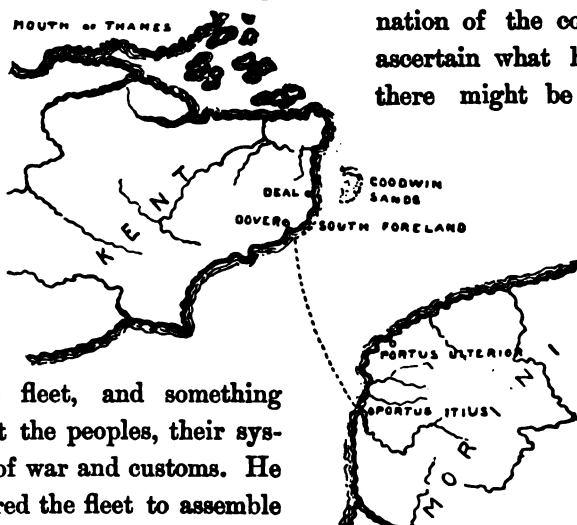 MOUTH OF THAMES
nation of the
ascertain what
there might be
KENT
DEAL
GOODWIN
SANDS
DOVER
SOUTH FORELAND
PORTUS ULTERIOR
PORTUS ITIUS
MORINI
fleet, and something
the peoples, their sys-
of war and customs. He
the fleet to assemble